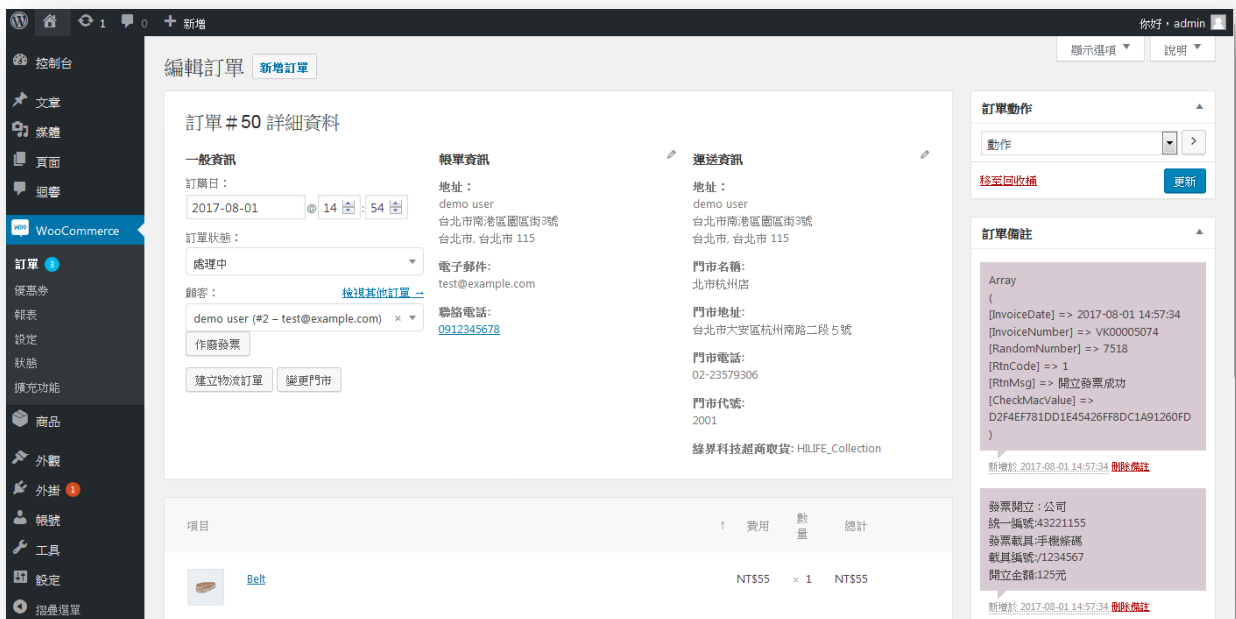 1
0
新增
你好，admin
控制台
文章
媒體
頁面
迴響
WooCommerce
訂單 3
優惠券
報表
設定
狀態
擴充功能
商品
外觀
外掛 1
帳號
工具
設定
摺疊選單
顯示選項
說明
編輯訂單 新增訂單
訂單 # 50 詳細資料
一般資訊
訂購日：
2017-08-01 @ 14 : 54
訂單狀態：
處理中
顧客： 檢視其他訂單 →
demo user (#2 – test@example.com) ×
作廢發票
建立物流訂單 變更門市
帳單資訊
地址：
demo user
台北市南港區園區街3號
台北市, 台北市 115
電子郵件:
test@example.com
聯絡電話:
0912345678
運送資訊
地址：
demo user
台北市南港區園區街3號
台北市, 台北市 115
門市名稱:
北市杭州店
門市地址:
台北市大安區杭州南路二段５號
門市電話:
02-23579306
門市代號:
2001
綠界科技超商取貨: HILIFE_Collection
項目 ↑ 費用 數量 總計
Belt NT$55 × 1 NT$55
訂單動作
動作
移至回收桶 更新
訂單備註
Array
(
[InvoiceDate] => 2017-08-01 14:57:34
[InvoiceNumber] => VK00005074
[RandomNumber] => 7518
[RtnCode] => 1
[RtnMsg] => 開立發票成功
[CheckMacValue] =>
D2F4EF781DD1E45426FF8DC1A91260FD
)
新增於 2017-08-01 14:57:34 刪除備註
發票開立：公司
統一編號:43221155
發票載具:手機條碼
載具編號:/1234567
開立金額:125元
新增於 2017-08-01 14:57:34 刪除備註